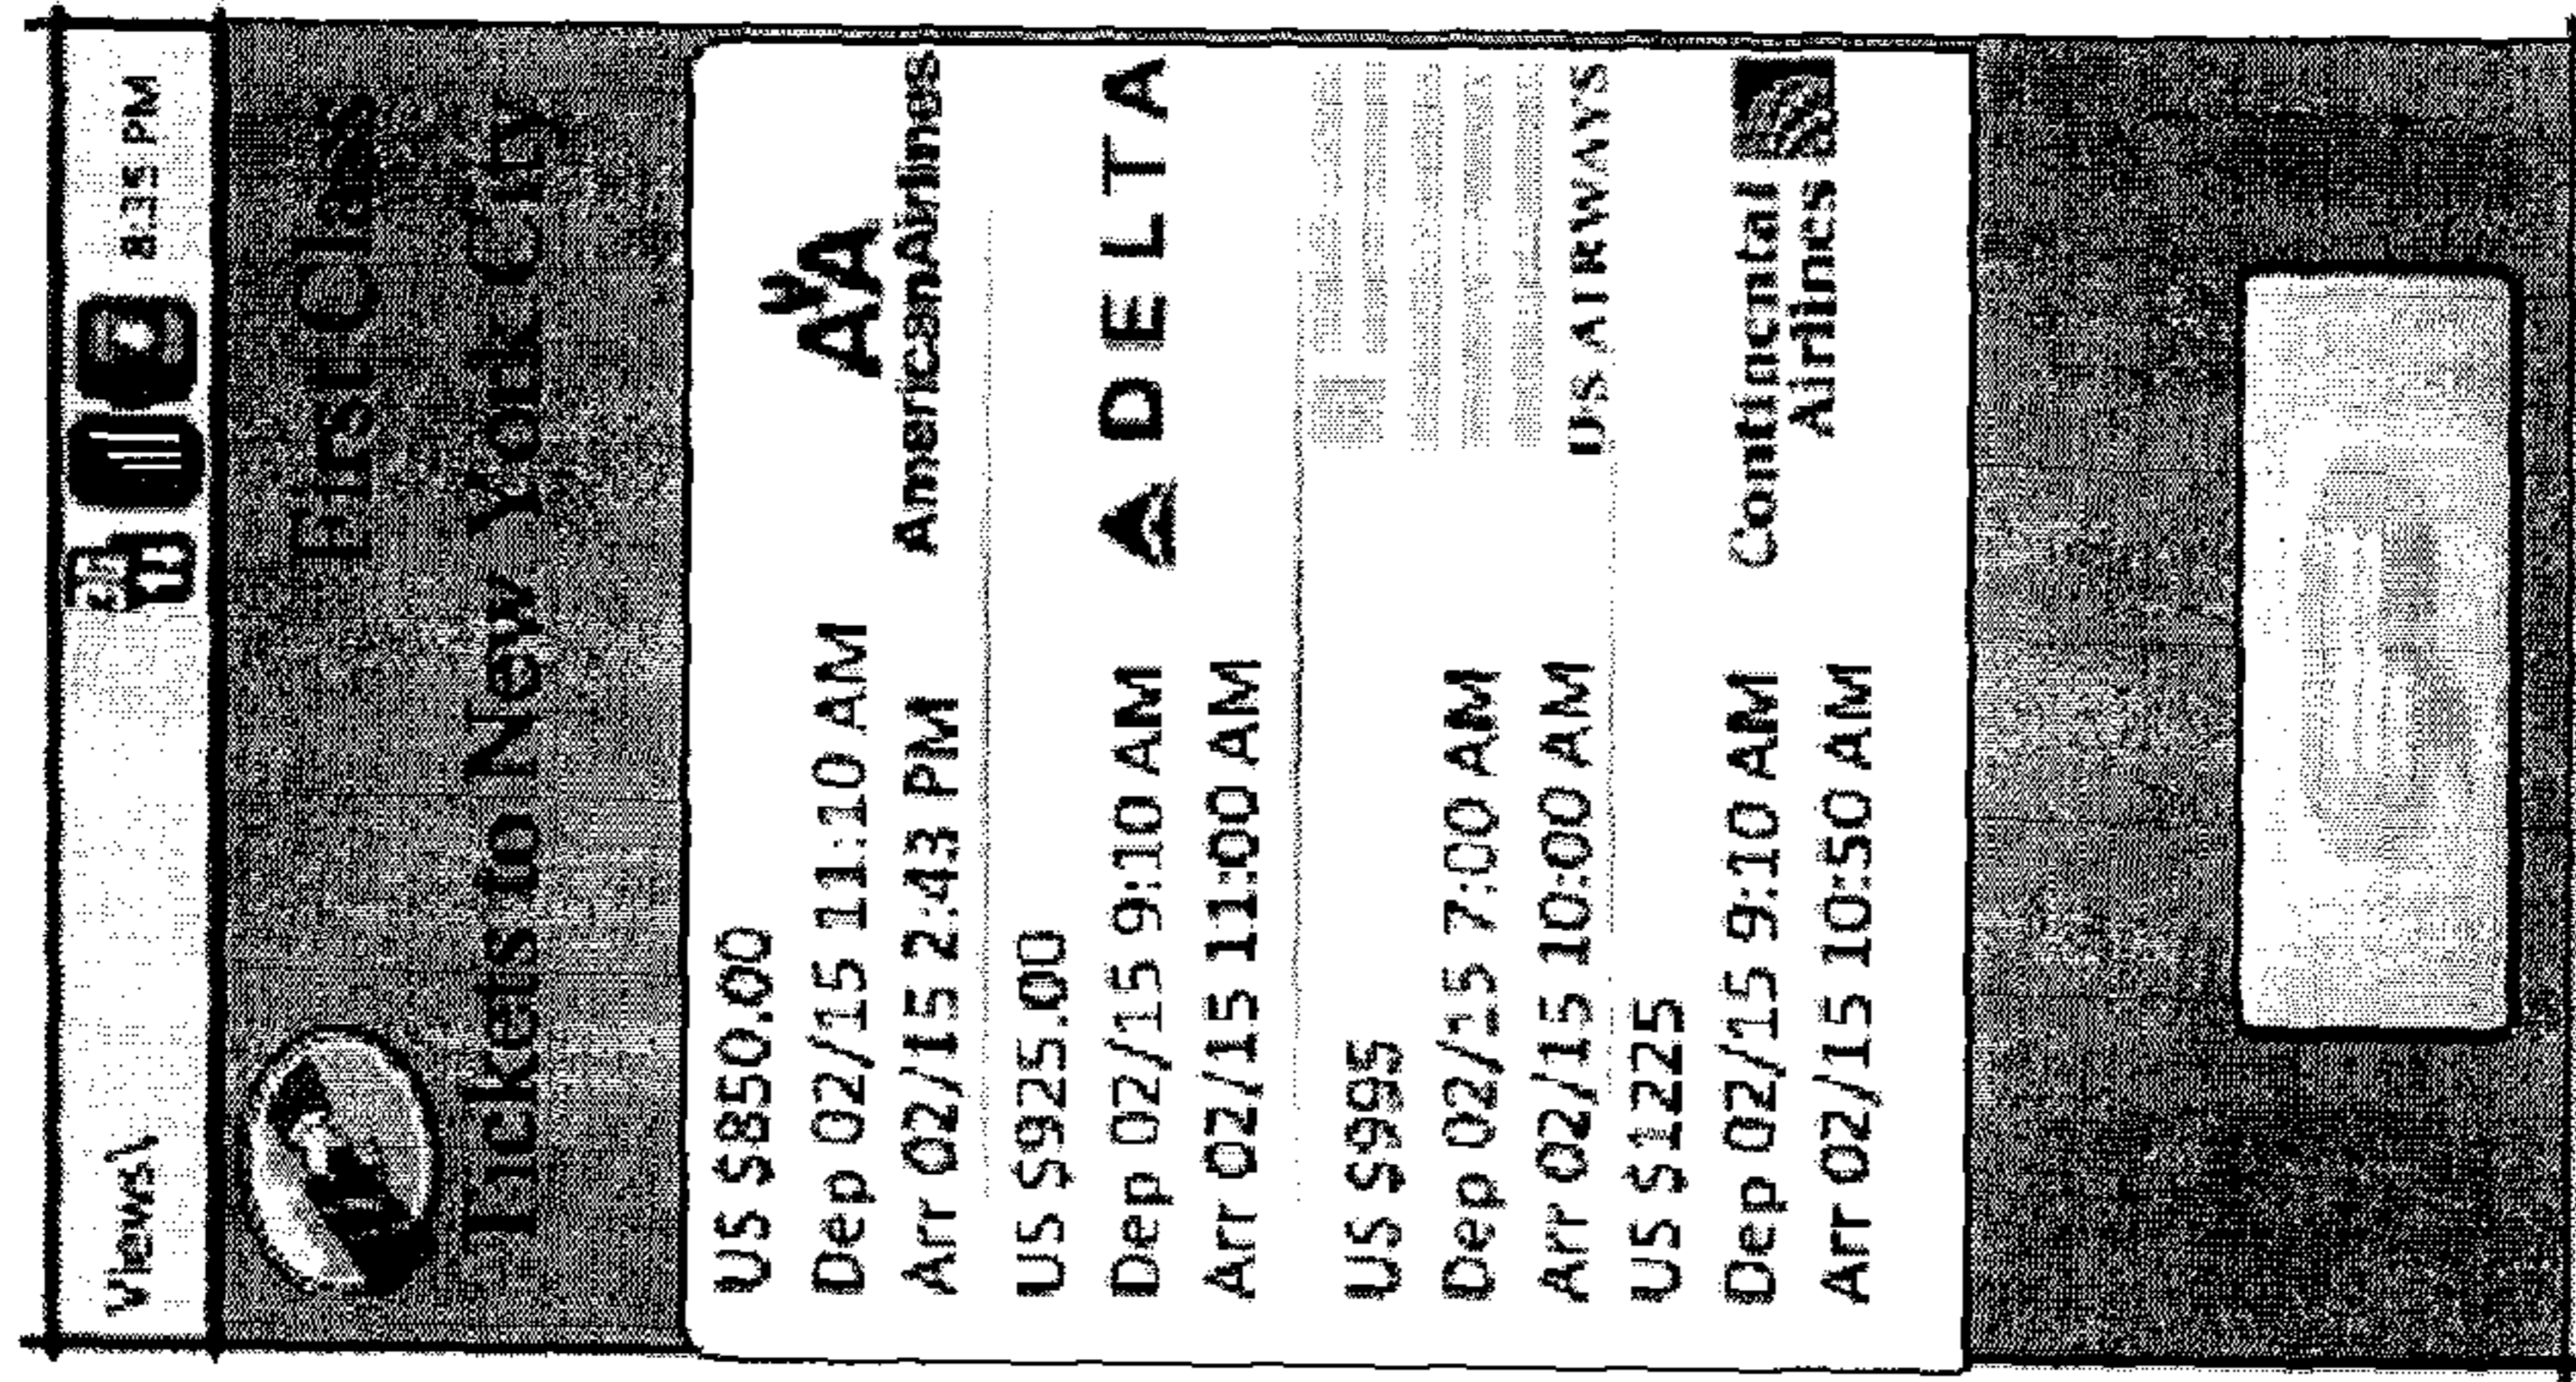 Views\ 8:35 PM
First Class
Tickets to New York City
US $850.00
Dep 02/15 11:10 AM
Arr 02/15 2:43 PM
AA
AmericanAirlines
US $925.00
Dep 02/15 9:10 AM
Arr 02/15 11:00 AM
DELTA
US $995
Dep 02/15 7:00 AM
Arr 02/15 10:00 AM
US AIRWAYS
US $1225
Dep 02/15 9:10 AM
Arr 02/15 10:50 AM
Continental
Airlines